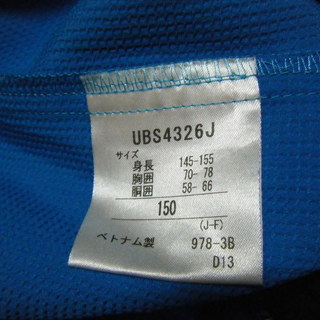 UBS4326J
サイズ
身長 145-155
胸囲 70- 78
胴囲 58- 66
150
(J-F)
ベトナム製 978-3B
D13